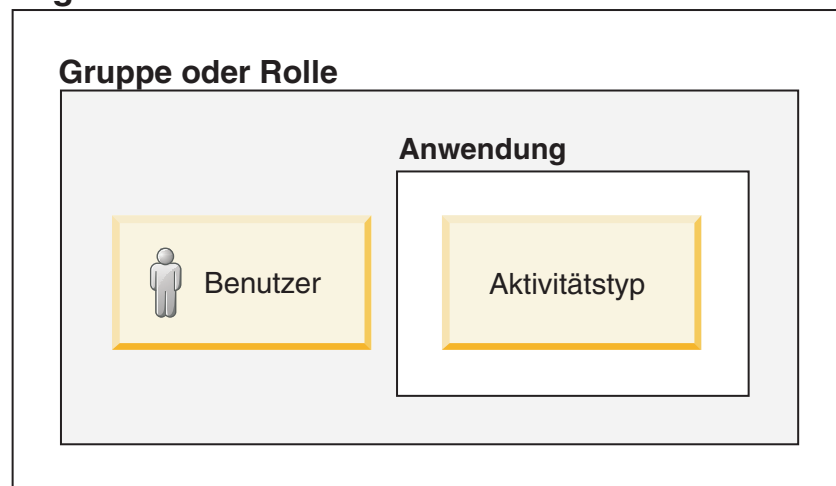 Gruppe oder Rolle
Anwendung
Benutzer
Aktivitätstyp